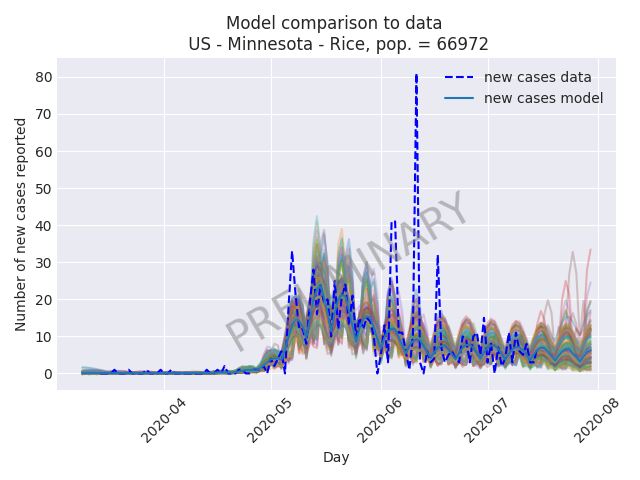 Model comparison to data
US - Minnesota - Rice, pop. = 66972
new cases data
new cases model
Number of new cases reported
80
70
60
50
40
30
20
10
0
PRELIMINARY
2020-04
2020-05
2020-06
2020-07
2020-08
Day